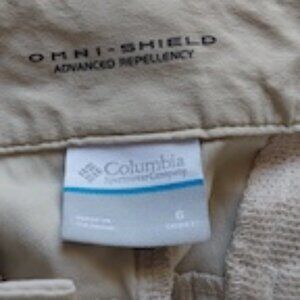 OMNI-SHIELD
ADVANCED REPELLENCY
Columbia
Sportswear Company
6